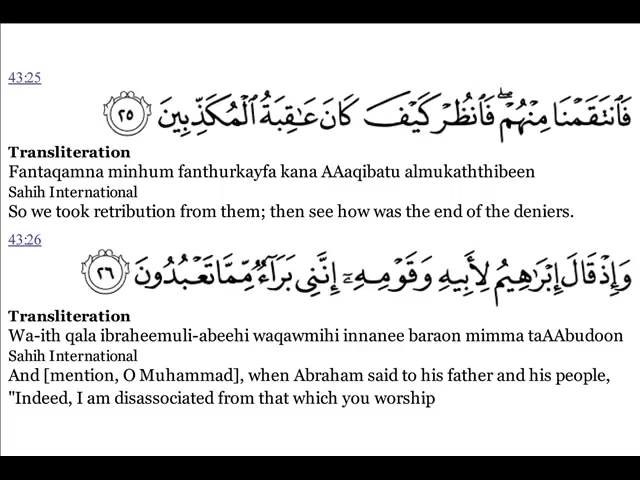 43:25
فَٱنتَقَمْنَا مِنْهُمْ ۖ فَٱنظُرْ كَيْفَ كَانَ عَـٰقِبَةُ ٱلْمُكَذِّبِينَ ٢٥
Transliteration
Fantaqamna minhum fanthurkayfa kana AAaqibatu almukaththibeen
Sahih International
So we took retribution from them; then see how was the end of the deniers.
43:26
وَإِذْ قَالَ إِبْرَٰهِيمُ لِأَبِيهِ وَقَوْمِهِۦٓ إِنَّنِى بَرَآءٌ مِّمَّا تَعْبُدُونَ ٢٦
Transliteration
Wa-ith qala ibraheemuli-abeehi waqawmihi innanee baraon mimma taAAbudoon
Sahih International
And [mention, O Muhammad], when Abraham said to his father and his people,
"Indeed, I am disassociated from that which you worship